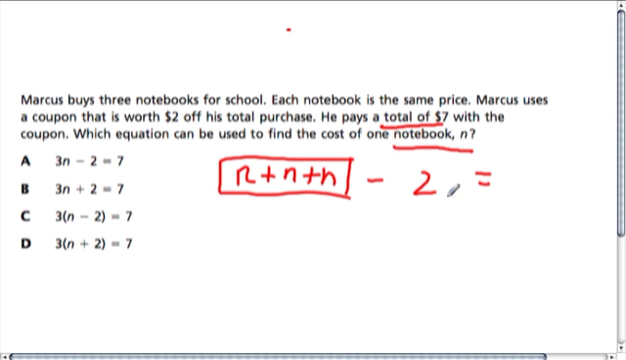 Marcus buys three notebooks for school. Each notebook is the same price. Marcus uses
a coupon that is worth $2 off his total purchase. He pays a total of $7 with the
coupon. Which equation can be used to find the cost of one notebook, n?
A 3n − 2 = 7
B 3n + 2 = 7
C 3(n − 2) = 7
D 3(n + 2) = 7
n+n+n − 2 =